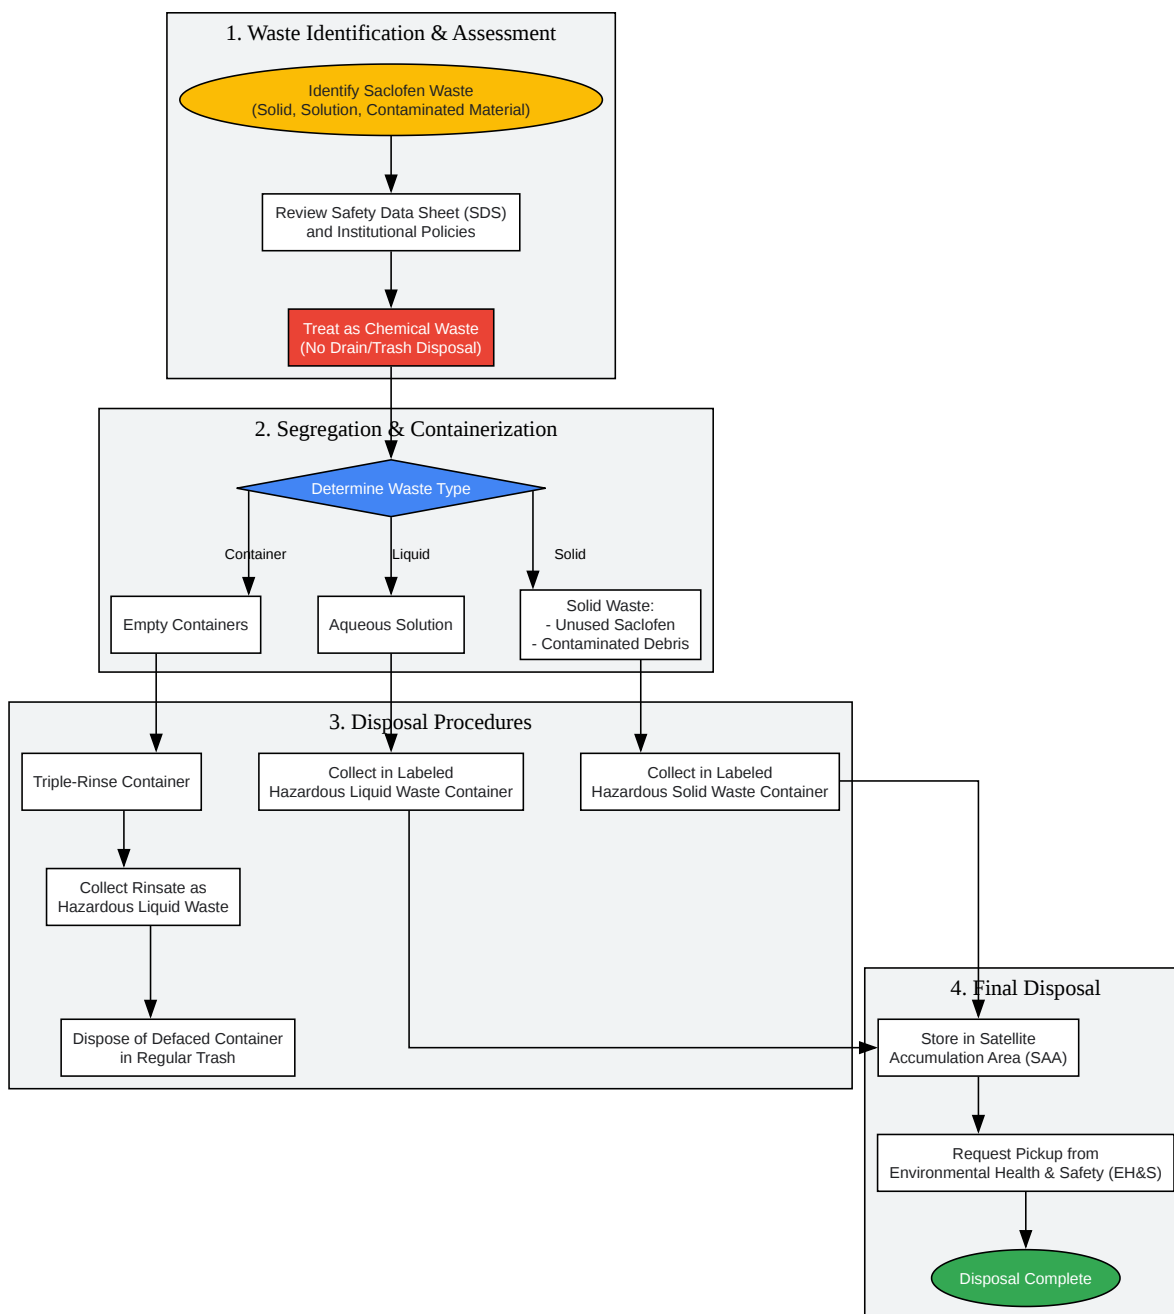 1. Waste Identification & Assessment
Identify Saclofen Waste
(Solid, Solution, Contaminated Material)
Review Safety Data Sheet (SDS)
and Institutional Policies
Treat as Chemical Waste
(No Drain/Trash Disposal)
2. Segregation & Containerization
Determine Waste Type
Container
Liquid
Solid
Empty Containers
Aqueous Solution
Solid Waste:
- Unused Saclofen
- Contaminated Debris
3. Disposal Procedures
Triple-Rinse Container
Collect in Labeled
Hazardous Liquid Waste Container
Collect in Labeled
Hazardous Solid Waste Container
Collect Rinsate as
Hazardous Liquid Waste
Dispose of Defaced Container
in Regular Trash
4. Final Disposal
Store in Satellite
Accumulation Area (SAA)
Request Pickup from
Environmental Health & Safety (EH&S)
Disposal Complete